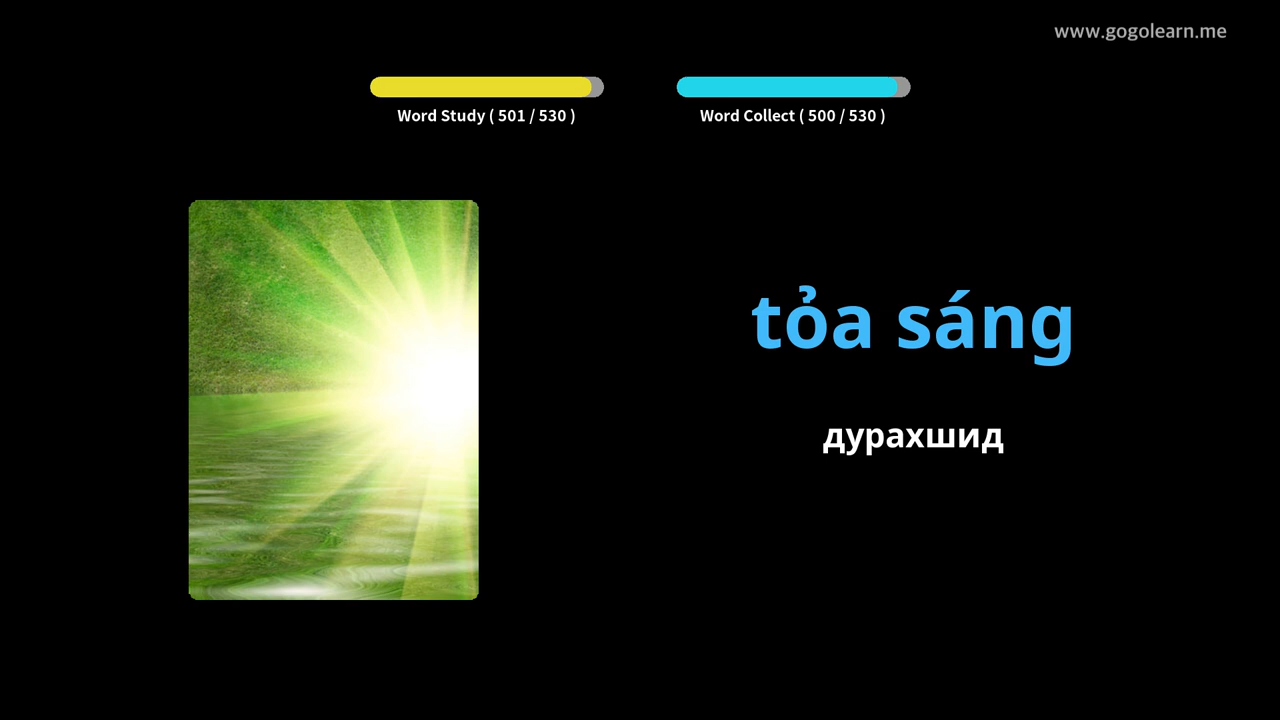 www.gogolearn.me
Word Study ( 501 / 530 )
Word Collect ( 500 / 530 )
tỏa sáng
дурахшид